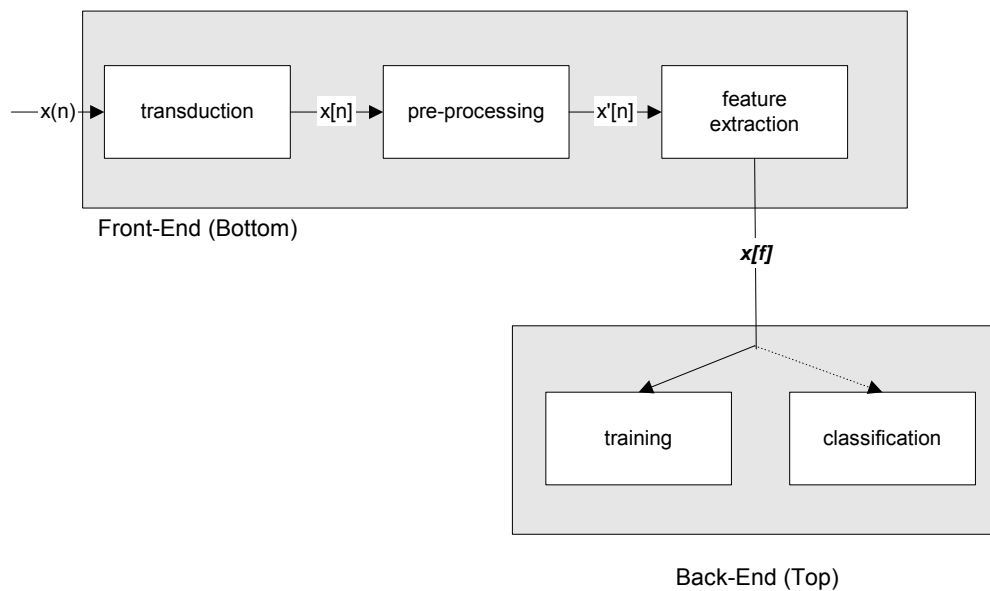 x(n)
transduction
x[n]
pre-processing
x'[n]
feature
extraction
Front-End (Bottom)
x[f]
training
classification
Back-End (Top)